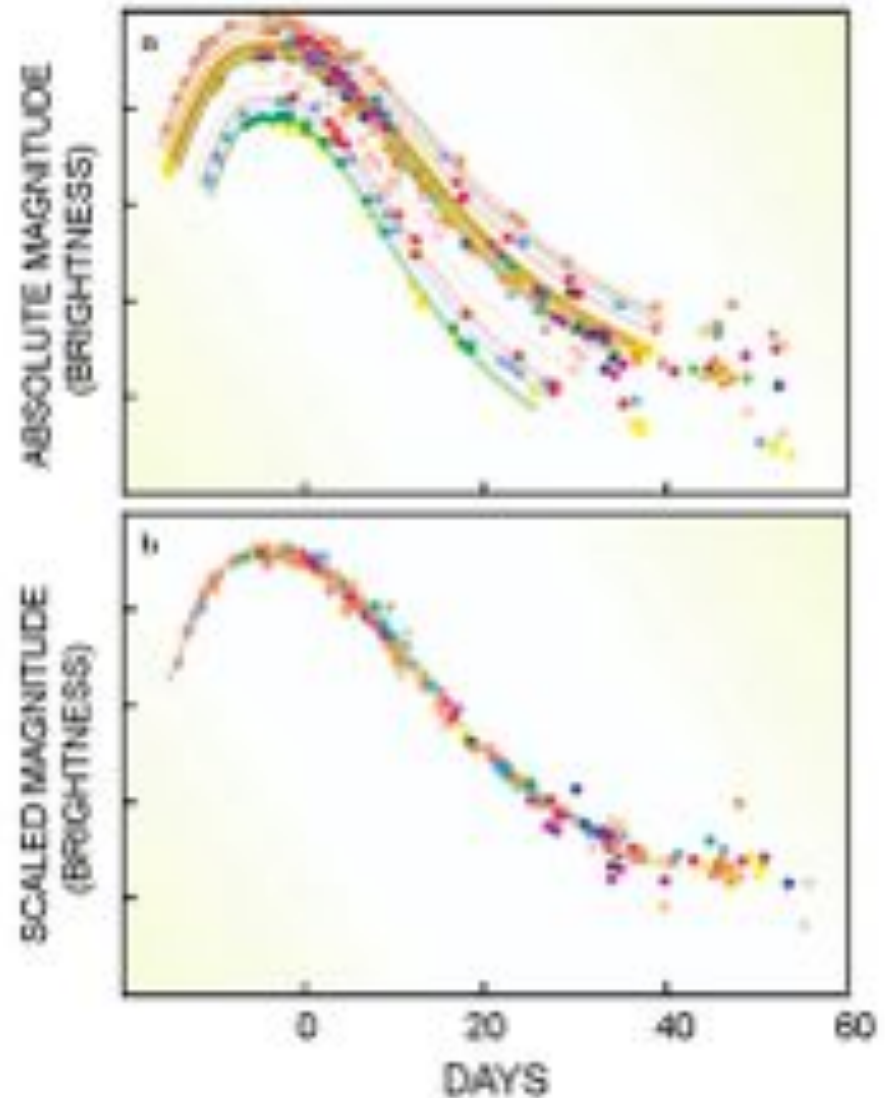 a
ABSOLUTE MAGNITUDE
(BRIGHTNESS)
b
SCALED MAGNITUDE
(BRIGHTNESS)
0 20 40 60
DAYS